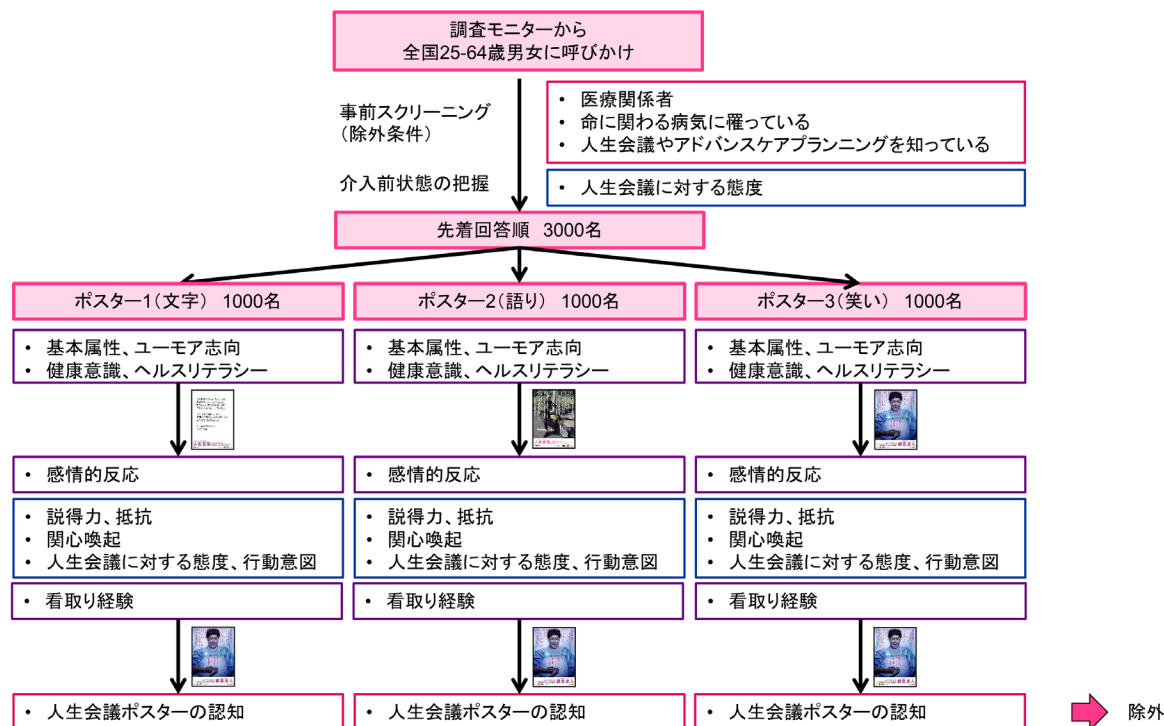 調査モニターから
全国25-64歳男女に呼びかけ
事前スクリーニング
（除外条件）
• 医療関係者
• 命に関わる病気に罹っている
• 人生会議やアドバンスケアプランニングを知っている
介入前状態の把握
• 人生会議に対する態度
先着回答順 3000名
ポスター1（文字） 1000名
ポスター2（語り） 1000名
ポスター3（笑い） 1000名
• 基本属性、ユーモア志向
• 健康意識、ヘルスリテラシー
• 基本属性、ユーモア志向
• 健康意識、ヘルスリテラシー
• 基本属性、ユーモア志向
• 健康意識、ヘルスリテラシー
• 感情的反応
• 感情的反応
• 感情的反応
• 説得力、抵抗
• 関心喚起
• 人生会議に対する態度、行動意図
• 説得力、抵抗
• 関心喚起
• 人生会議に対する態度、行動意図
• 説得力、抵抗
• 関心喚起
• 人生会議に対する態度、行動意図
• 看取り経験
• 看取り経験
• 看取り経験
• 人生会議ポスターの認知
• 人生会議ポスターの認知
• 人生会議ポスターの認知
除外